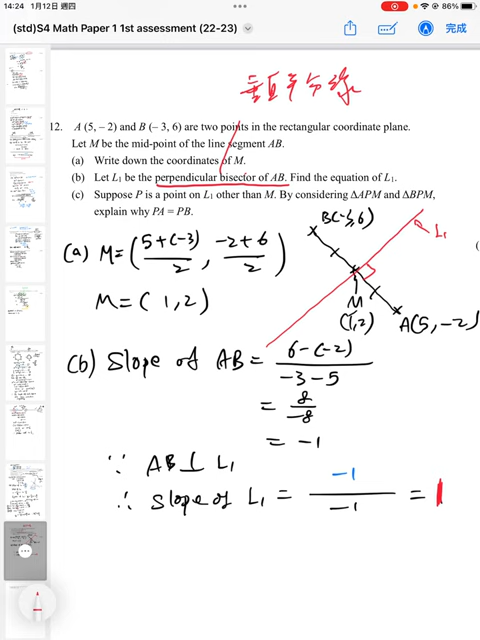 14:24 1月12日 週四
86%
(std)S4 Math Paper 1 1st assessment (22-23)
完成
垂直平分線
12. A (5, − 2) and B (− 3, 6) are two points in the rectangular coordinate plane.
Let M be the mid-point of the line segment AB.
(a) Write down the coordinates of M.
(b) Let L₁ be the perpendicular bisector of AB. Find the equation of L₁.
(c) Suppose P is a point on L₁ other than M. By considering ΔAPM and ΔBPM,
explain why PA = PB.
B(-3,6)
P L₁
(a) M=(5+(-3)/2, -2+6/2)
M=(1,2)
M
(1,2)
A(5,-2)
(b) Slope of AB = 6-(-2)/-3-5
= 8/-8
= -1
∵ AB⊥L₁
∴ Slope of L₁ = -1/-1 = 1